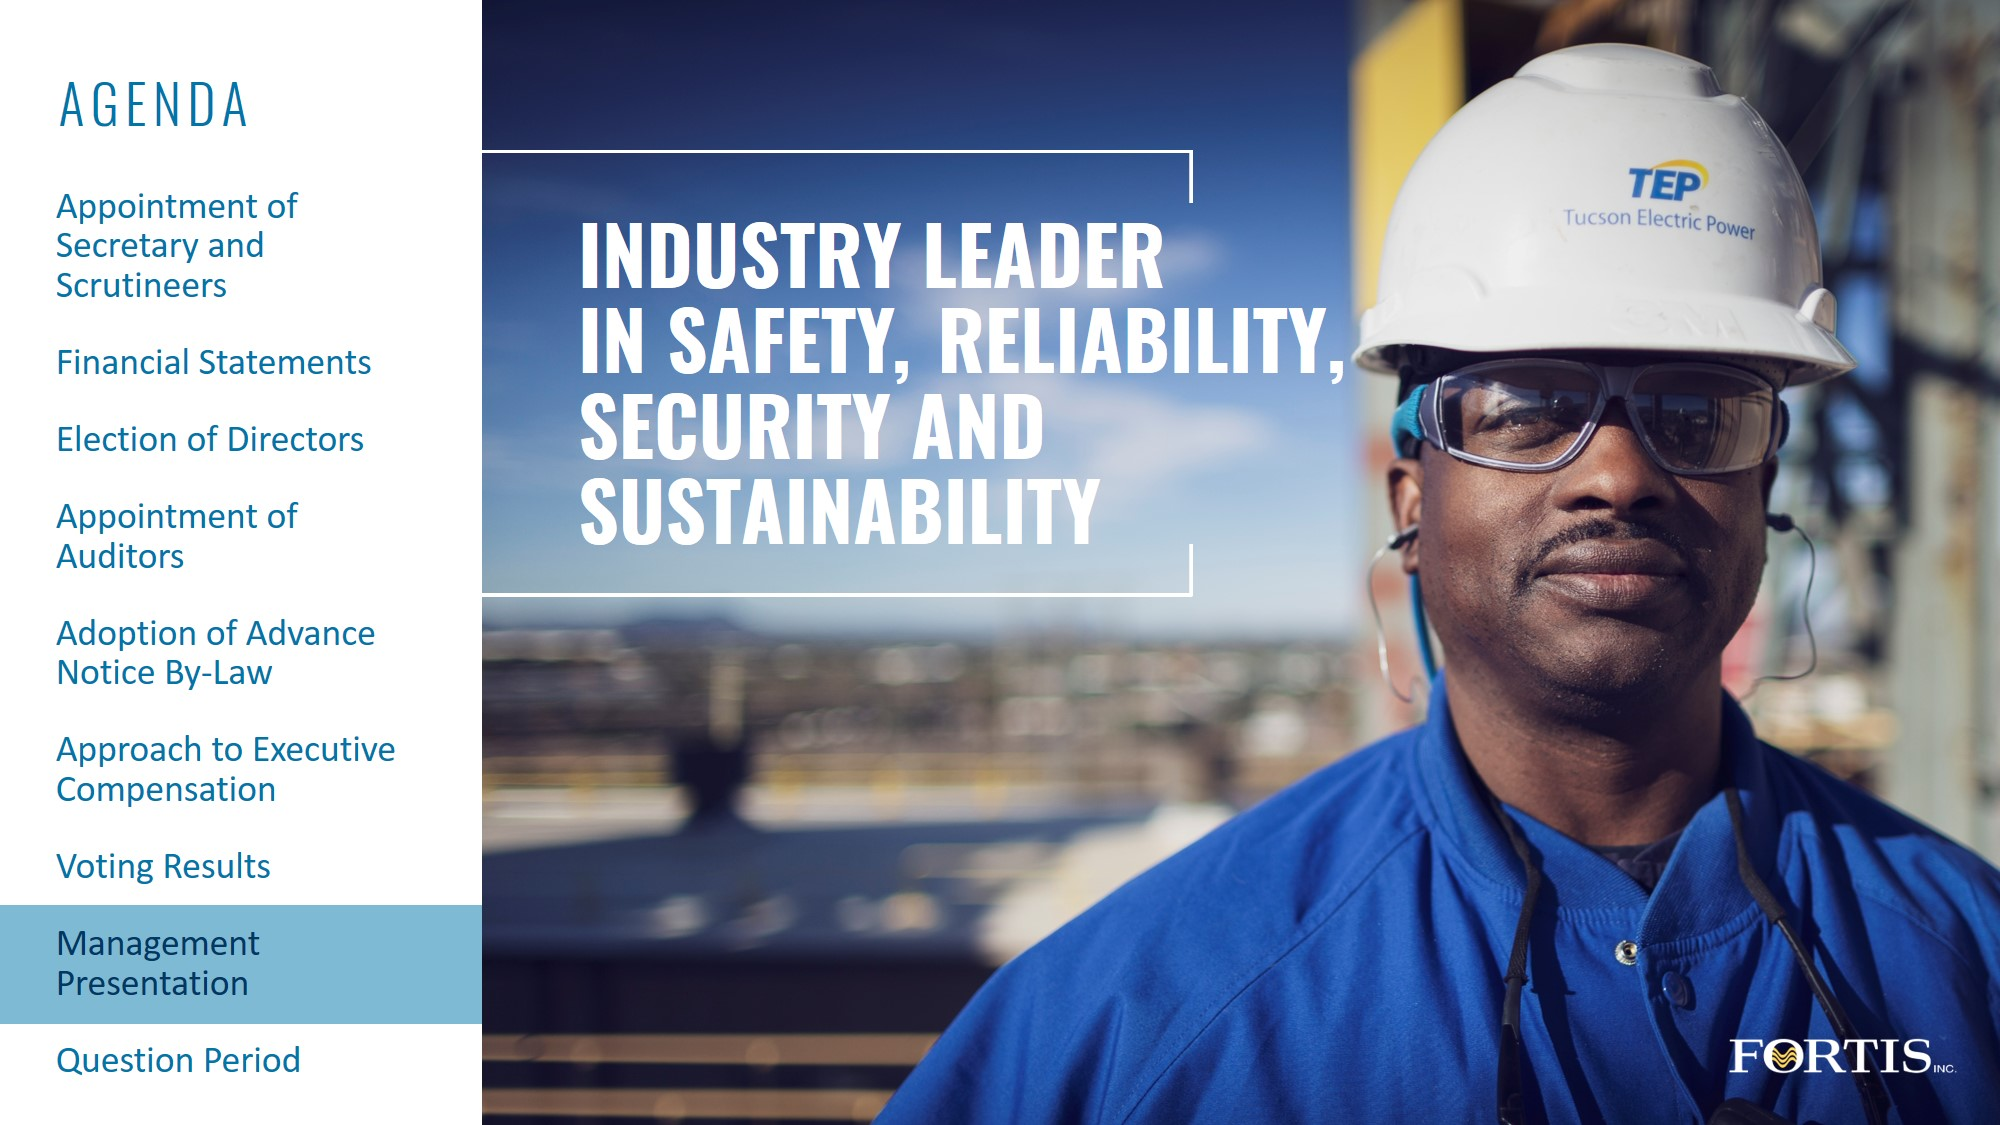 AGENDA
Appointment of
Secretary and
Scrutineers
Financial Statements
Election of Directors
Appointment of
Auditors
Adoption of Advance
Notice By-Law
Approach to Executive
Compensation
Voting Results
Management
Presentation
Question Period
INDUSTRY LEADER
IN SAFETY, RELIABILITY,
SECURITY AND
SUSTAINABILITY
TEP
Tucson Electric Power
FORTIS INC.